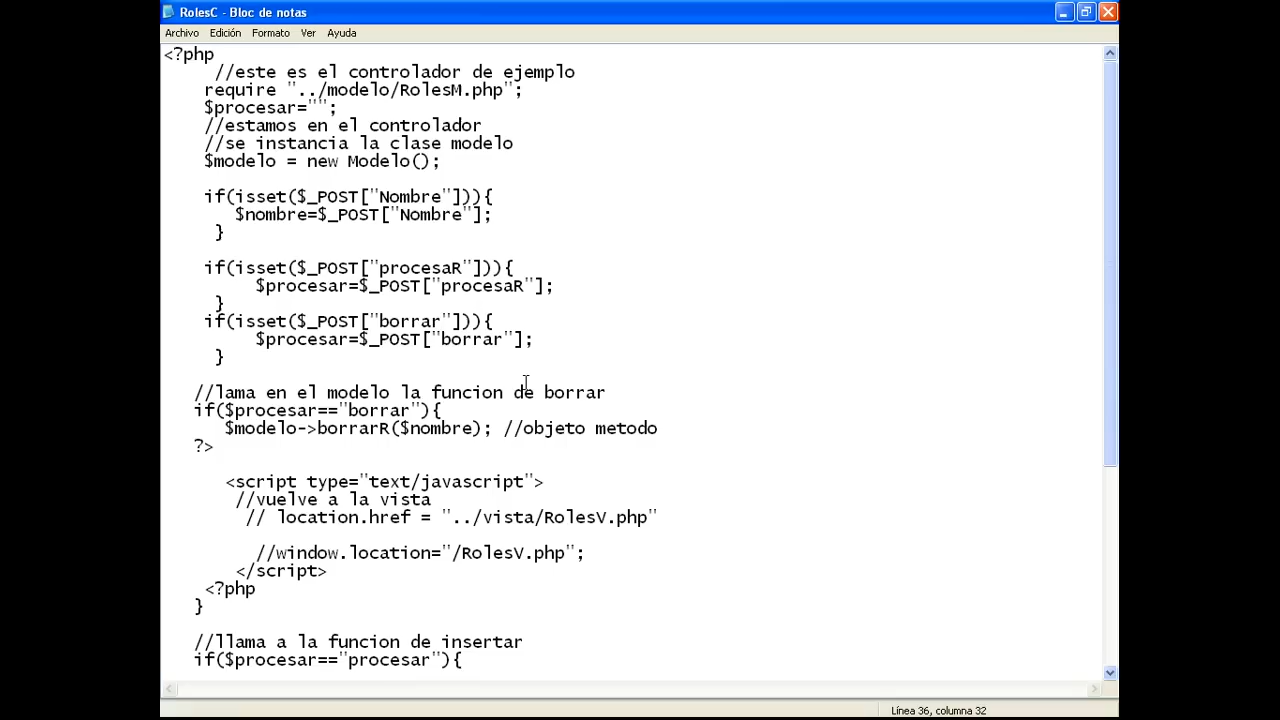 RolesC - Bloc de notas
Archivo Edición Formato Ver Ayuda
<?php
//este es el controlador de ejemplo
require "../modelo/RolesM.php";
$procesar="";
//estamos en el controlador
//se instancia la clase modelo
$modelo = new Modelo();
if(isset($_POST["Nombre"])){
$nombre=$_POST["Nombre"];
}
if(isset($_POST["procesaR"])){
$procesar=$_POST["procesaR"];
}
if(isset($_POST["borrar"])){
$procesar=$_POST["borrar"];
}
//lama en el modelo la funcion de borrar
if($procesar=="borrar"){
$modelo->borrarR($nombre); //objeto metodo
?>
<script type="text/javascript">
//vuelve a la vista
// location.href = "../vista/RolesV.php"
//window.location="/RolesV.php";
</script>
<?php
}
//llama a la funcion de insertar
if($procesar=="procesar"){
Línea 36, columna 32